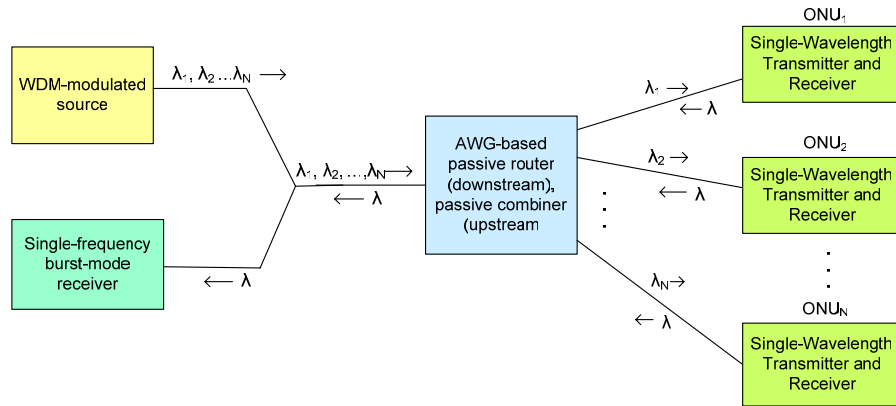 WDM-modulated
source
λ₁, λ₂ ...λN →
Single-frequency
burst-mode
receiver
← λ
λ₁, λ₂, ...,λN→
← λ
AWG-based
passive router
(downstream),
passive combiner
(upstream
λ₁ →
← λ
λ₂ →
← λ
λN→
← λ
ONU₁
Single-Wavelength
Transmitter and
Receiver
ONU₂
Single-Wavelength
Transmitter and
Receiver
ONUN
Single-Wavelength
Transmitter and
Receiver